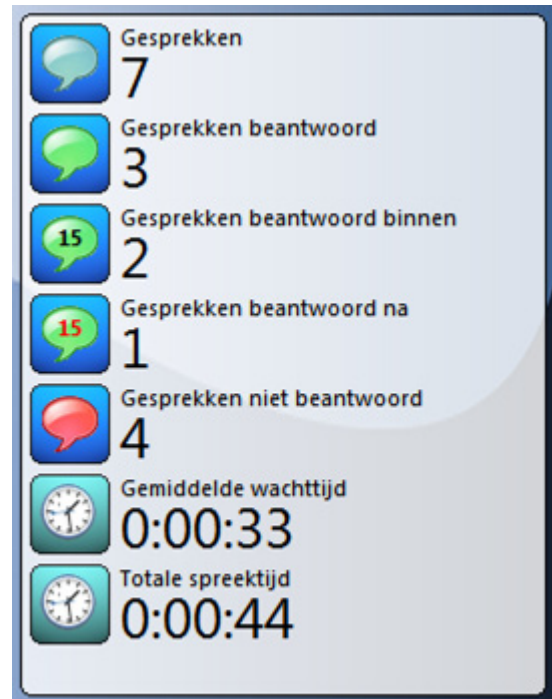 Gesprekken
7
Gesprekken beantwoord
3
15
Gesprekken beantwoord binnen
2
15
Gesprekken beantwoord na
1
Gesprekken niet beantwoord
4
Gemiddelde wachttijd
0:00:33
Totale spreektijd
0:00:44